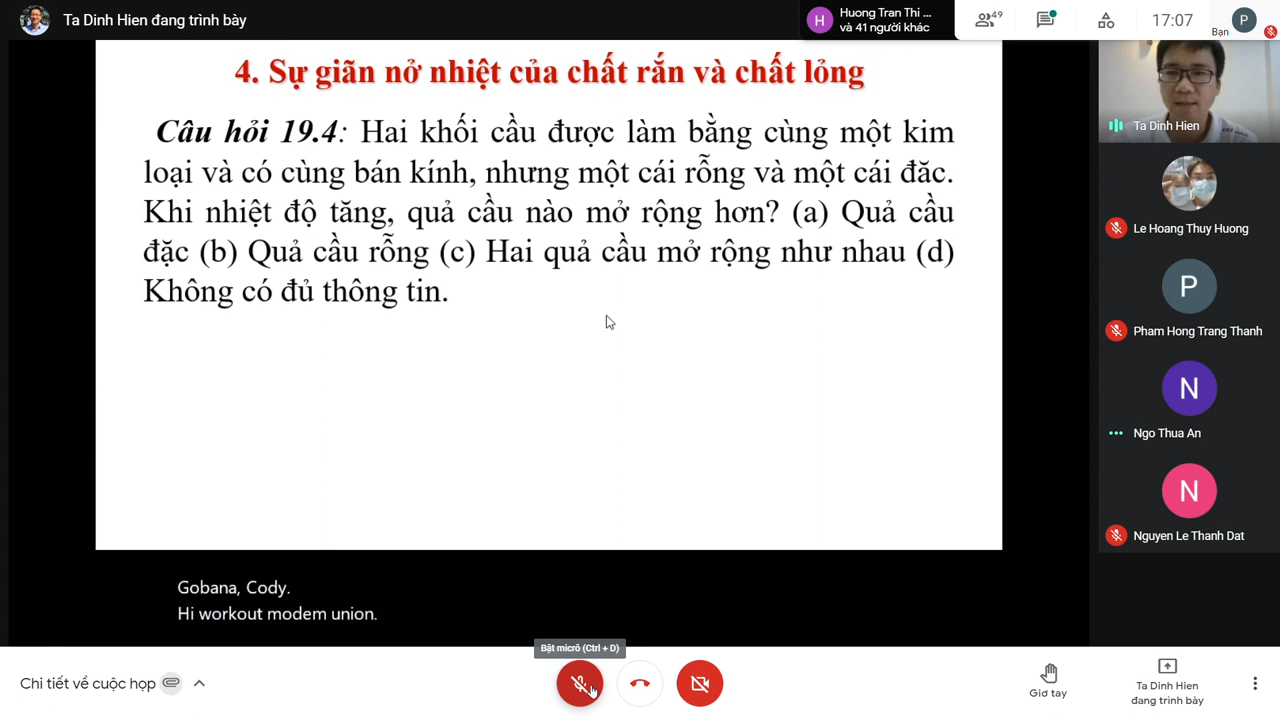 Ta Dinh Hien đang trình bày
H
Huong Tran Thi ...
và 41 người khác
49
17:07
Bạn
P
4. Sự giãn nở nhiệt của chất rắn và chất lỏng
Câu hỏi 19.4: Hai khối cầu được làm bằng cùng một kim
loại và có cùng bán kính, nhưng một cái rỗng và một cái đăc.
Khi nhiệt độ tăng, quả cầu nào mở rộng hơn? (a) Quả cầu
đặc (b) Quả cầu rỗng (c) Hai quả cầu mở rộng như nhau (d)
Không có đủ thông tin.
Ta Dinh Hien
Le Hoang Thuy Huong
P
Pham Hong Trang Thanh
N
Ngo Thua An
N
Nguyen Le Thanh Dat
Gobana, Cody.
Hi workout modem union.
Bật micrô (Ctrl + D)
Chi tiết về cuộc họp
Giơ tay
Ta Dinh Hien
đang trình bày